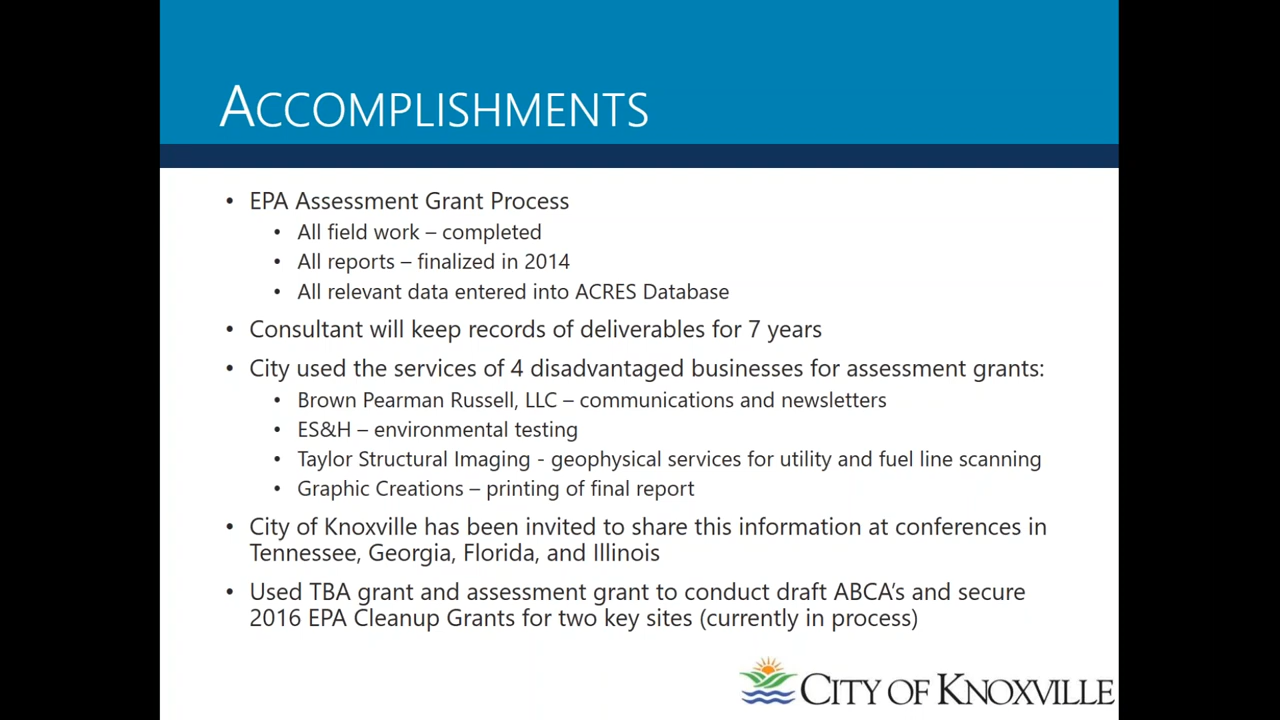 ACCOMPLISHMENTS
• EPA Assessment Grant Process
• All field work – completed
• All reports – finalized in 2014
• All relevant data entered into ACRES Database
• Consultant will keep records of deliverables for 7 years
• City used the services of 4 disadvantaged businesses for assessment grants:
• Brown Pearman Russell, LLC – communications and newsletters
• ES&H – environmental testing
• Taylor Structural Imaging - geophysical services for utility and fuel line scanning
• Graphic Creations – printing of final report
• City of Knoxville has been invited to share this information at conferences in
Tennessee, Georgia, Florida, and Illinois
• Used TBA grant and assessment grant to conduct draft ABCA’s and secure
2016 EPA Cleanup Grants for two key sites (currently in process)
CITY OF KNOXVILLE